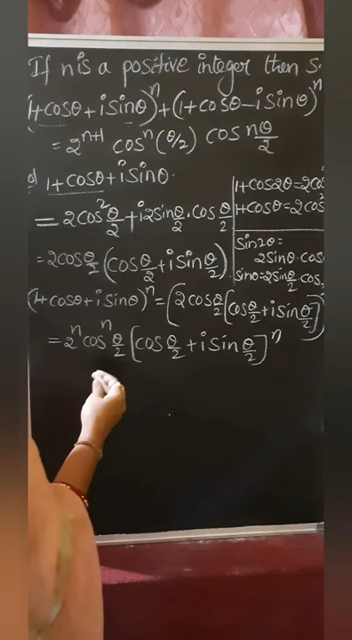 If n is a positive integer then S.
(1+cosθ+isinθ)^n+(1+cosθ-isinθ)^n
=2^{n+1} cos^n(θ/2) cos nθ/2
1+cosθ+isinθ.
=2cos²θ/2+i2sinθ/2.cosθ/2
=2cosθ/2(cosθ/2+isinθ/2)
1+cos2θ=2cos
1+cosθ=2cos
sin2θ=
2sinθ.cos
sinθ=2sinθ/2.cos
(1+cosθ+isinθ)^n=(2cosθ/2[cosθ/2+isinθ/2])
=2^n cos^n θ/2[cosθ/2+isinθ/2]^n